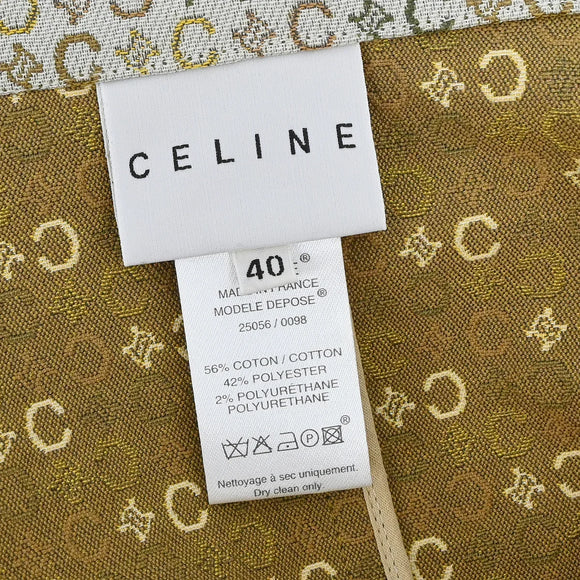 CELINE
40 E®
MADE IN FRANCE
MODELE DEPOSE®
25056 / 0098
56% COTON / COTTON
42% POLYESTER
2% POLYURÉTHANE
POLYURETHANE
®
Nettoyage à sec uniquement.
Dry clean only.